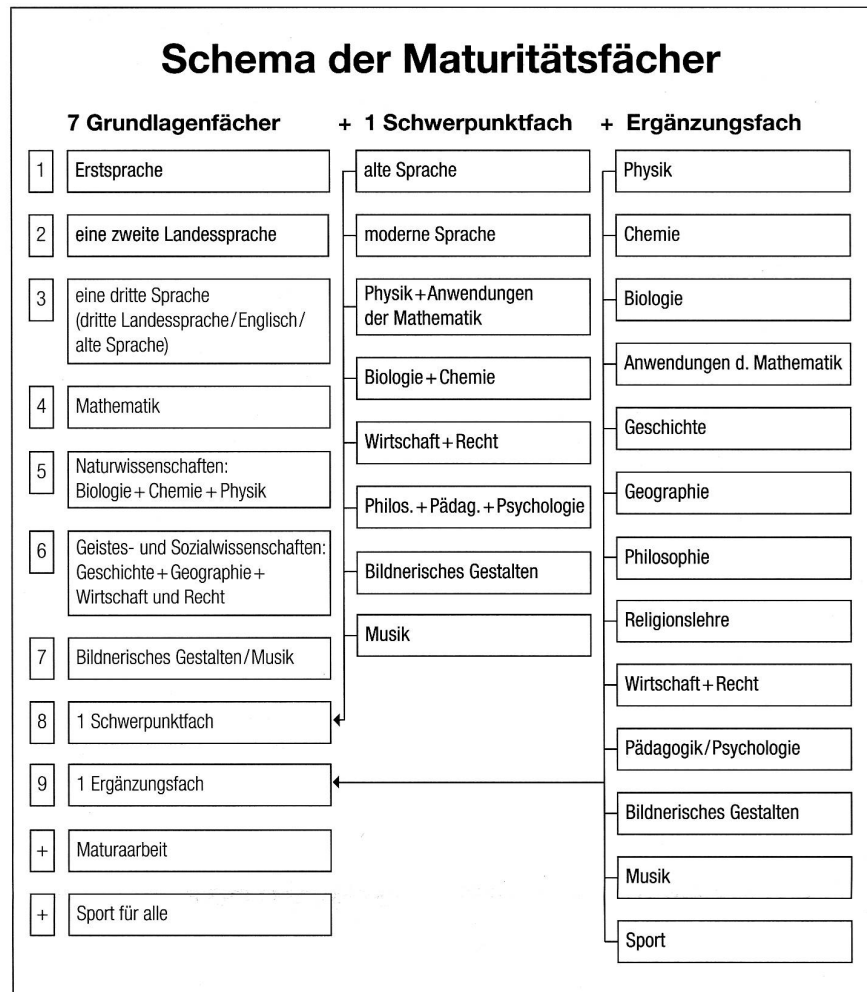 Schema der Maturitätsfächer
7 Grundlagenfächer + 1 Schwerpunktfach + Ergänzungsfach
1 Erstsprache
2 eine zweite Landessprache
3 eine dritte Sprache
(dritte Landessprache/Englisch/
alte Sprache)
4 Mathematik
5 Naturwissenschaften:
Biologie + Chemie + Physik
6 Geistes- und Sozialwissenschaften:
Geschichte + Geographie +
Wirtschaft und Recht
7 Bildnerisches Gestalten/Musik
8 1 Schwerpunktfach
9 1 Ergänzungsfach
+ Maturaarbeit
+ Sport für alle
alte Sprache
moderne Sprache
Physik + Anwendungen
der Mathematik
Biologie + Chemie
Wirtschaft + Recht
Philos. + Pädag. + Psychologie
Bildnerisches Gestalten
Musik
Physik
Chemie
Biologie
Anwendungen d. Mathematik
Geschichte
Geographie
Philosophie
Religionslehre
Wirtschaft + Recht
Pädagogik/Psychologie
Bildnerisches Gestalten
Musik
Sport